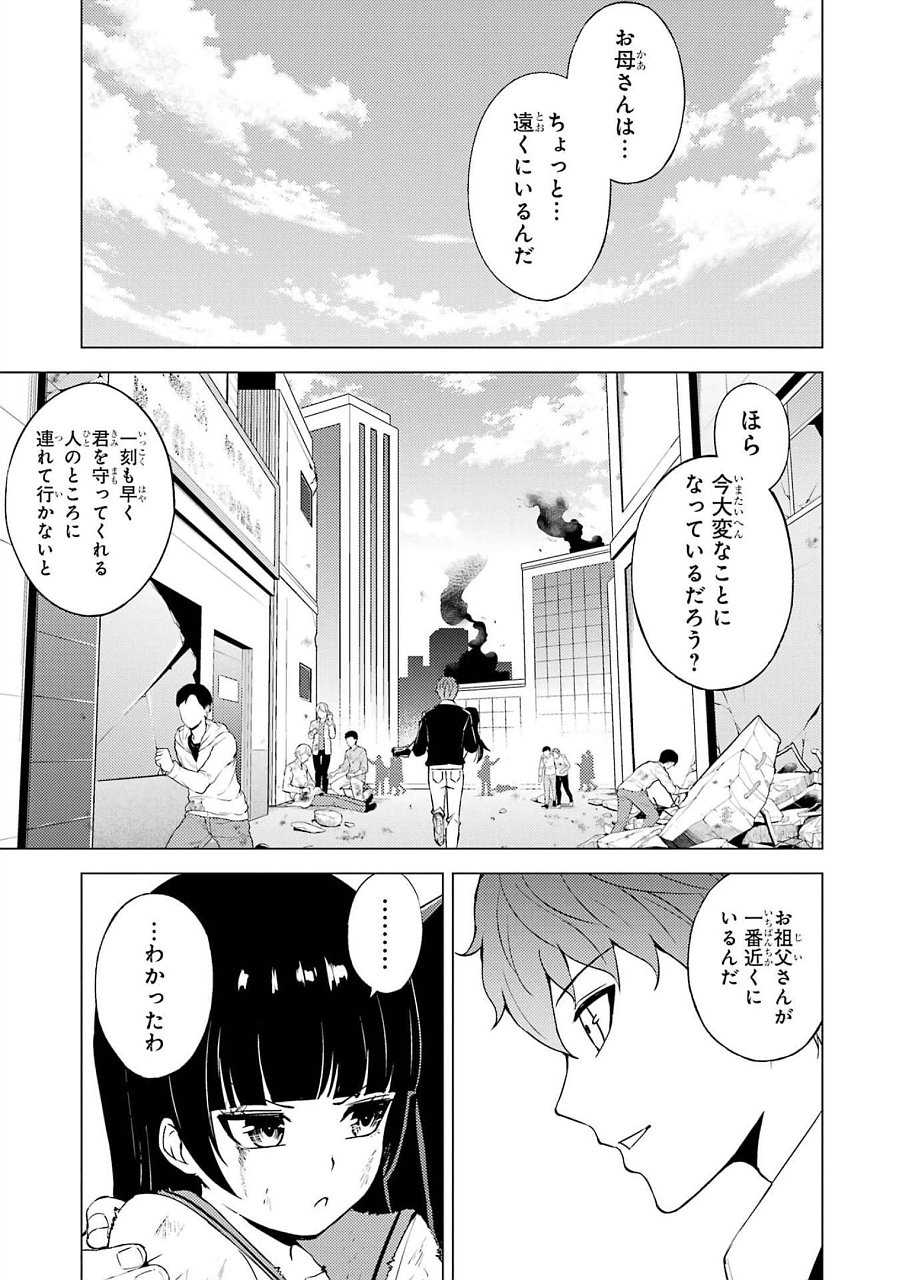 お母さんは…
ちょっと…
遠くにいるんだ
ほら
今大変なことに
なっているだろう？
一刻も早く
君を守ってくれる
人のところに
連れて行かないと
お祖父さんが
一番近くに
いるんだ
………
…わかったわ